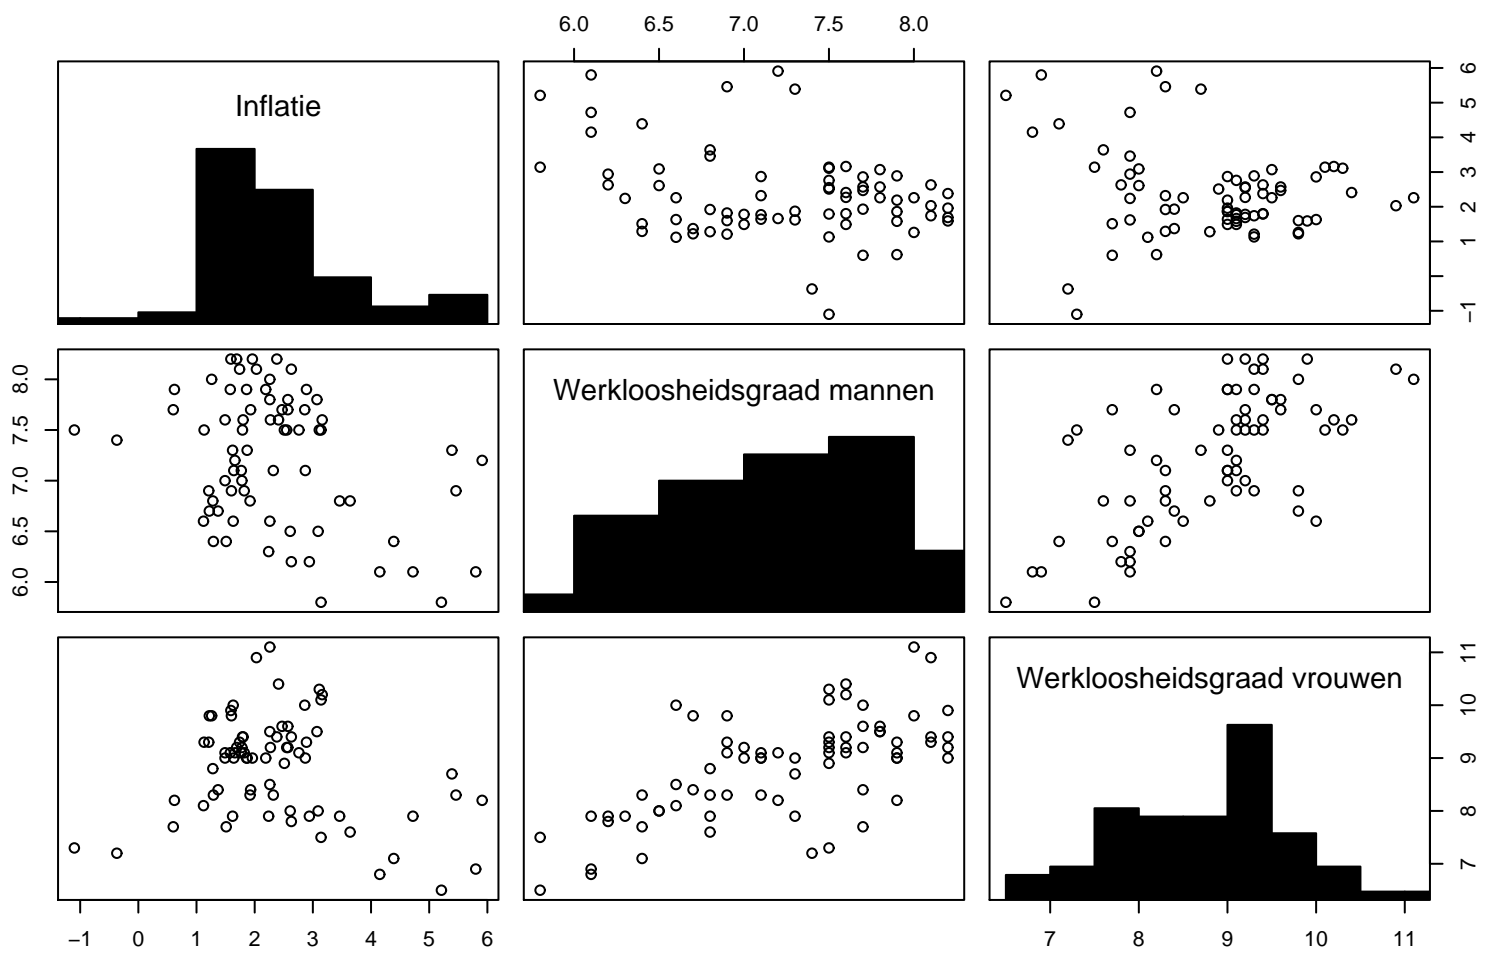 6.0 6.5 7.0 7.5 8.0
Inflatie
−1 1 2 3 4 5 6
6.0 6.5 7.0 7.5 8.0
Werkloosheidsgraad mannen
Werkloosheidsgraad vrouwen
7 8 9 10 11
−1 0 1 2 3 4 5 6
7 8 9 10 11